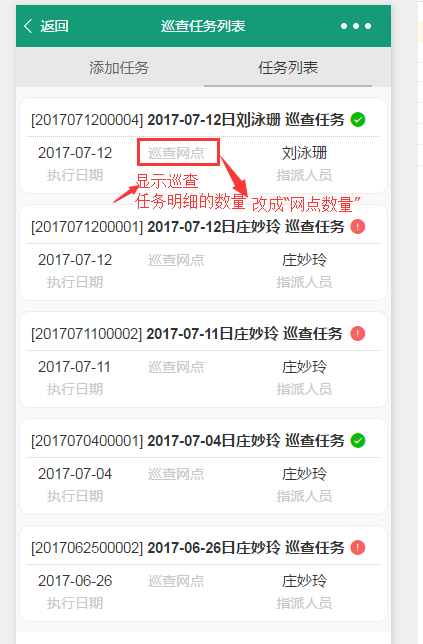 返回 巡查任务列表
添加任务 任务列表
[2017071200004] 2017-07-12日刘泳珊 巡查任务
2017-07-12 巡查网点 刘泳珊
执行日期 指派人员
显示巡查
任务明细的数量 改成“网点数量”
[2017071200001] 2017-07-12日庄妙玲 巡查任务
2017-07-12 巡查网点 庄妙玲
执行日期 指派人员
[2017071100002] 2017-07-11日庄妙玲 巡查任务
2017-07-11 巡查网点 庄妙玲
执行日期 指派人员
[2017070400001] 2017-07-04日庄妙玲 巡查任务
2017-07-04 巡查网点 庄妙玲
执行日期 指派人员
[2017062500002] 2017-06-26日庄妙玲 巡查任务
2017-06-26 巡查网点 庄妙玲
执行日期 指派人员